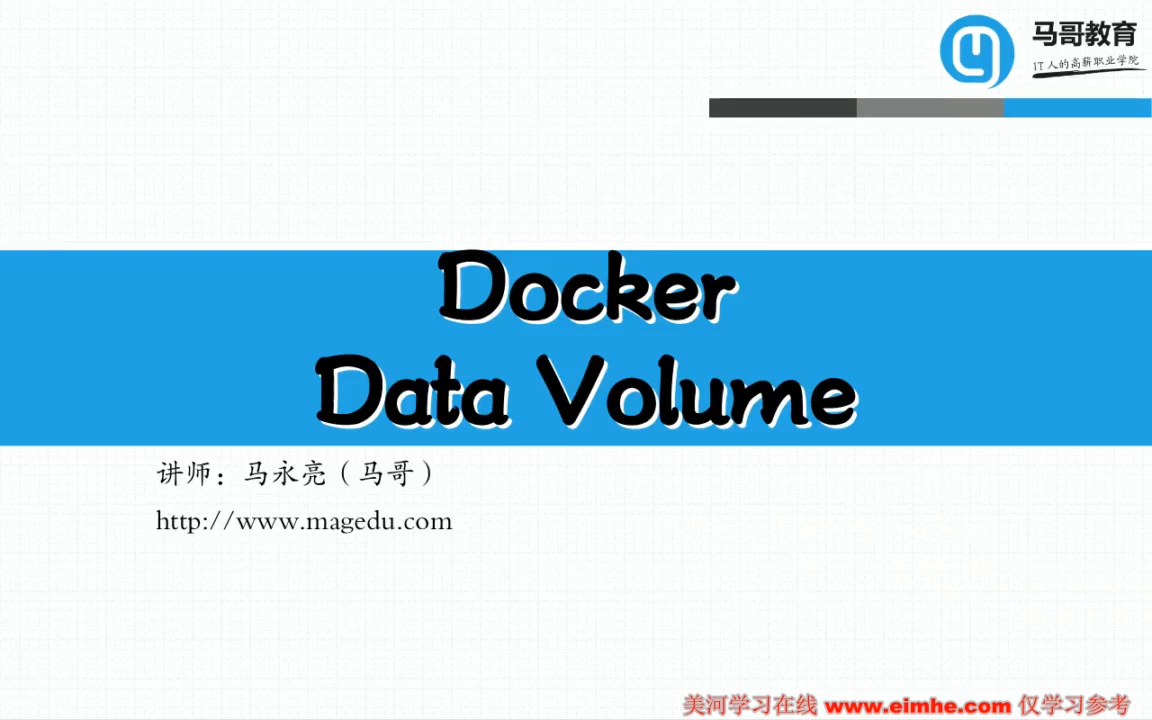 马哥教育
IT人的高薪职业学院
Docker
Data Volume
讲师：马永亮（马哥）
http://www.magedu.com
美河学习在线 www.eimhe.com 仅学习参考